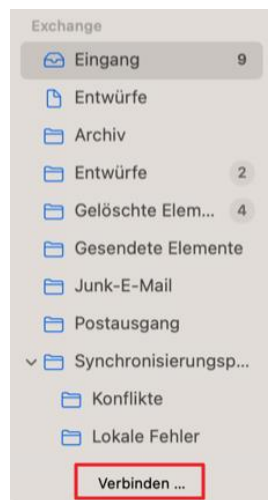 Exchange
Eingang 9
Entwürfe
Archiv
Entwürfe 2
Gelöschte Elem... 4
Gesendete Elemente
Junk-E-Mail
Postausgang
Synchronisierungsp...
Konflikte
Lokale Fehler
Verbinden ...